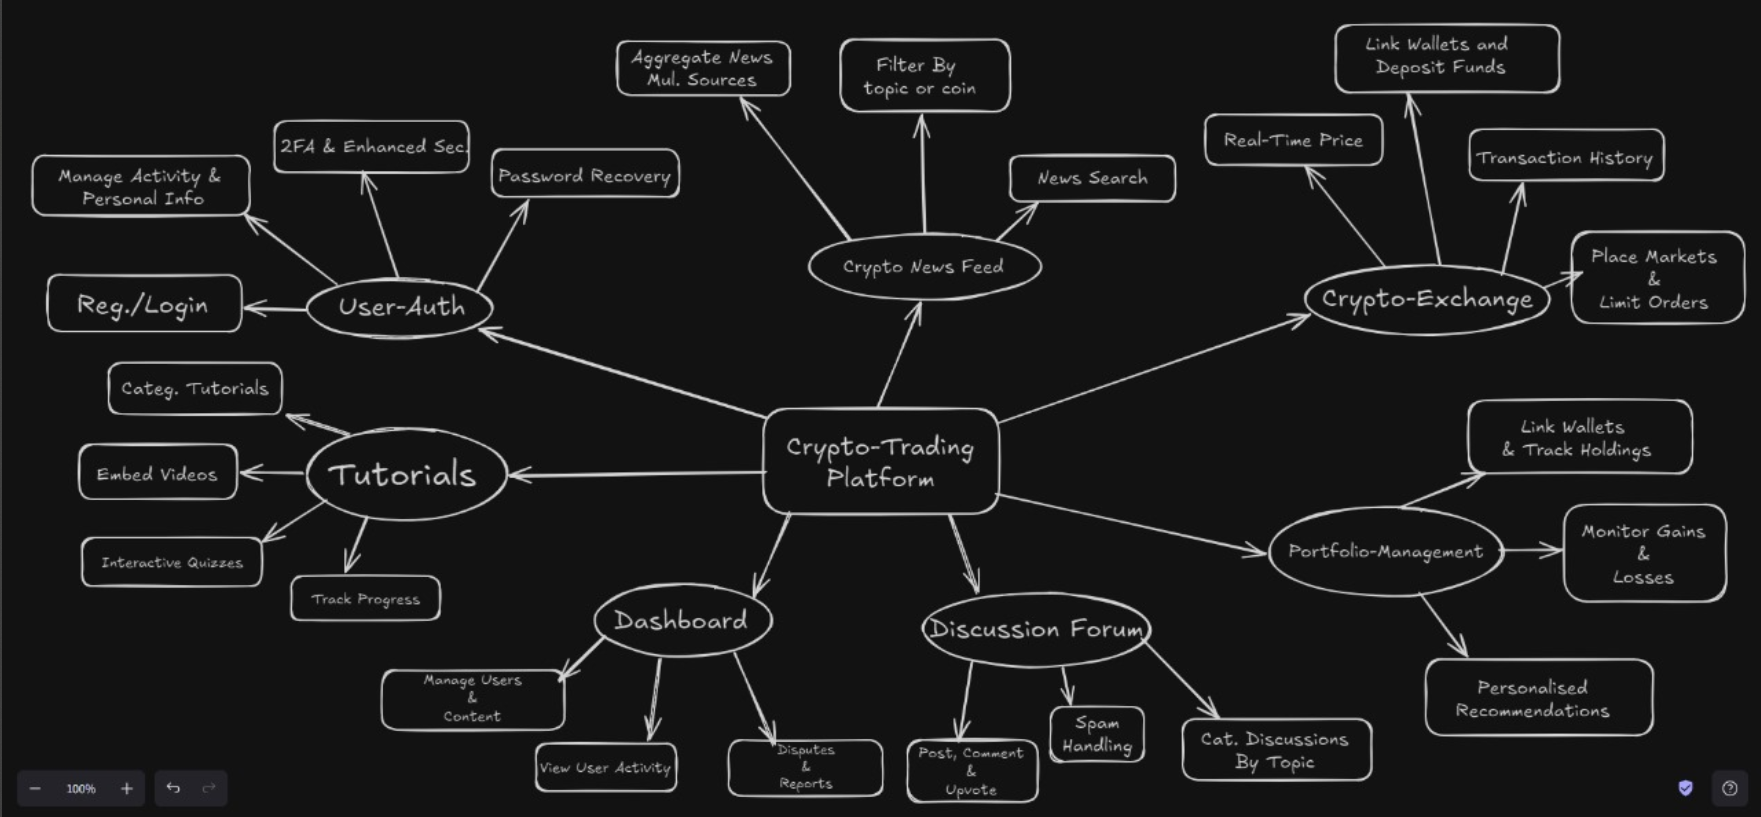 Aggregate News
Mul. Sources
Filter By
topic or coin
Link Wallets and
Deposit Funds
2FA & Enhanced Sec.
Password Recovery
Manage Activity &
Personal Info
News Search
Real-Time Price
Transaction History
Crypto News Feed
Place Markets
&
Limit Orders
Reg./Login
User-Auth
Crypto-Exchange
Categ. Tutorials
Embed Videos
Tutorials
Interactive Quizzes
Track Progress
Crypto-Trading
Platform
Link Wallets
& Track Holdings
Portfolio-Management
Monitor Gains
&
Losses
Personalised
Recommendations
Dashboard
Manage Users
&
Content
View User Activity
Disputes
&
Reports
Discussion Forum
Post, Comment
&
Upvote
Spam
Handling
Cat. Discussions
By Topic
100%